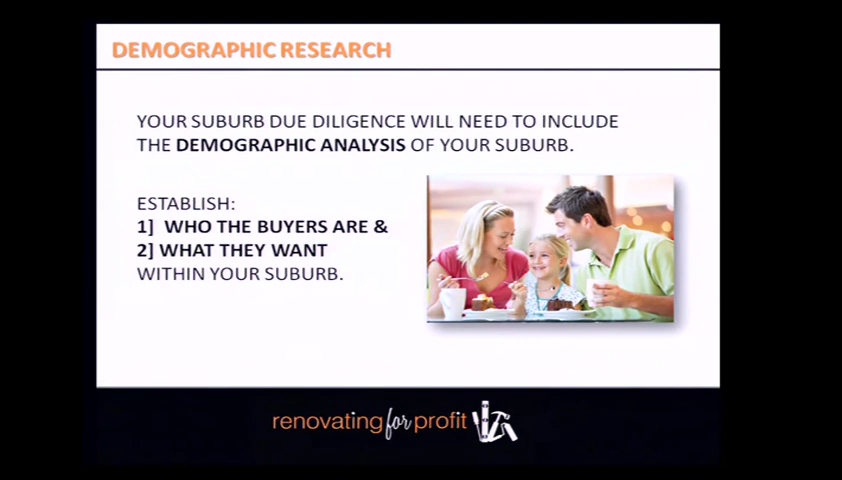 DEMOGRAPHIC RESEARCH
YOUR SUBURB DUE DILIGENCE WILL NEED TO INCLUDE
THE DEMOGRAPHIC ANALYSIS OF YOUR SUBURB.
ESTABLISH:
1] WHO THE BUYERS ARE &
2] WHAT THEY WANT
WITHIN YOUR SUBURB.
renovating for profit